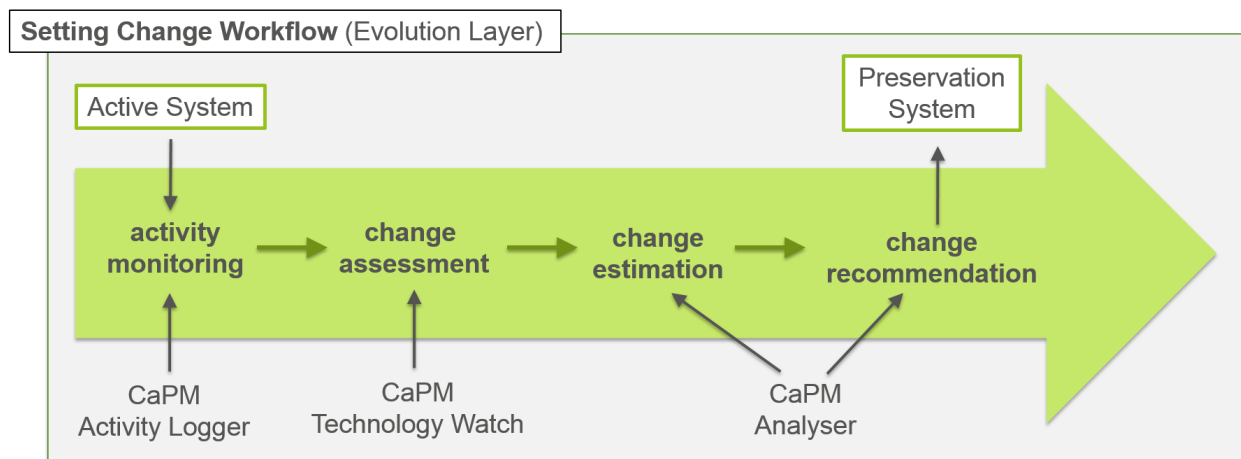 Setting Change Workflow (Evolution Layer)
Active System
Preservation
System
activity
monitoring
change
assessment
change
estimation
change
recommendation
CaPM
Activity Logger
CaPM
Technology Watch
CaPM
Analyser